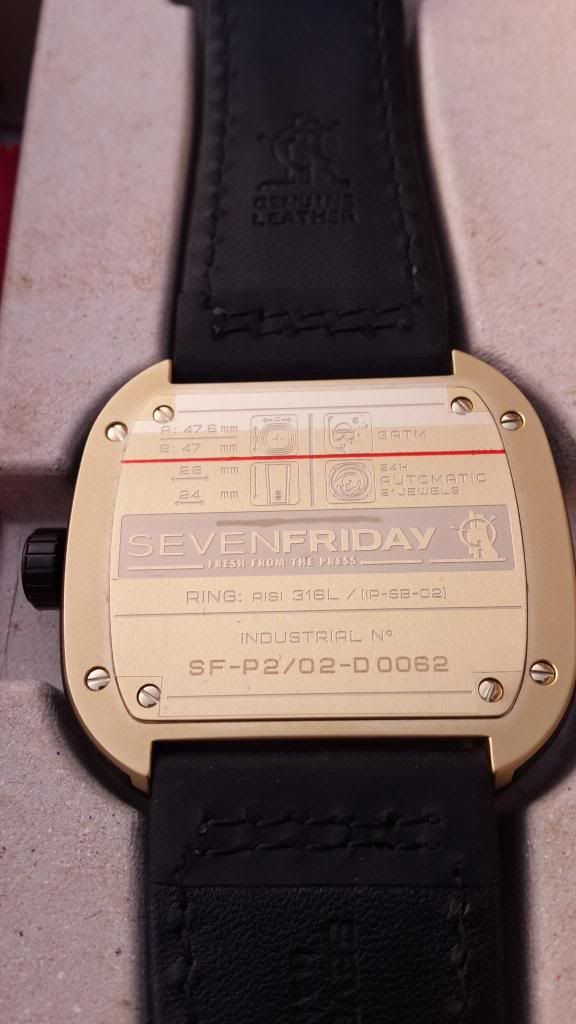 GENUINE
LEATHER
A: 47.6 mm
B: 47 mm
28 mm
24 mm
3ATM
24H
AUTOMATIC
21JEWELS
SEVENFRIDAY
FRESH FROM THE PRESS
RING: AISI 316L / (IP-SB-02)
INDUSTRIAL Nº
SF-P2/02-D 0062